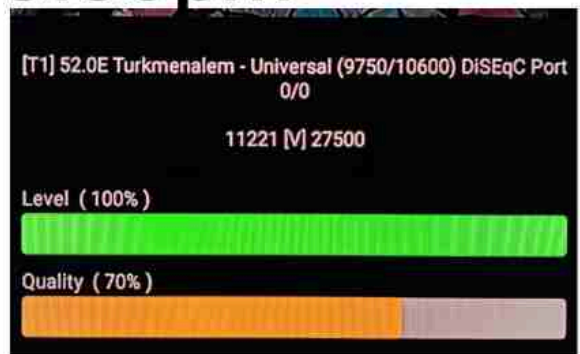 [T1] 52.0E Turkmenalem - Universal (9750/10600) DiSEqC Port
0/0
11221 [V] 27500
Level ( 100% )
Quality ( 70% )